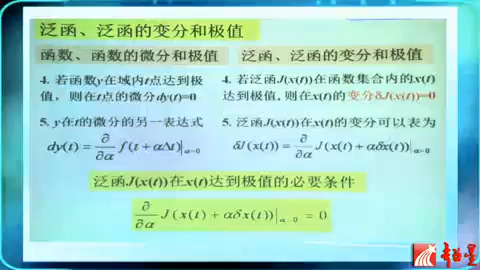 泛函、泛函的变分和极值
函数、函数的微分和极值
泛函、泛函的变分和极值
4. 若函数y在域内t点达到极
值，则在t点的微分dy(t)=0
4. 若泛函J(x(t))在函数集合内的x(t)
达到极值,则在x(t)的变分δJ(x(t))=0
5. y在t的微分的另一表达式
dy(t)=∂/∂α f(t+αΔt)|α=0
5. 泛函J(x(t))在x(t)的变分可以表为
δJ(x(t))=∂/∂α J(x(t)+αδx(t))|α=0
泛函J(x(t))在x(t)达到极值的必要条件
∂/∂α J(x(t)+αδx(t))|α=0 = 0